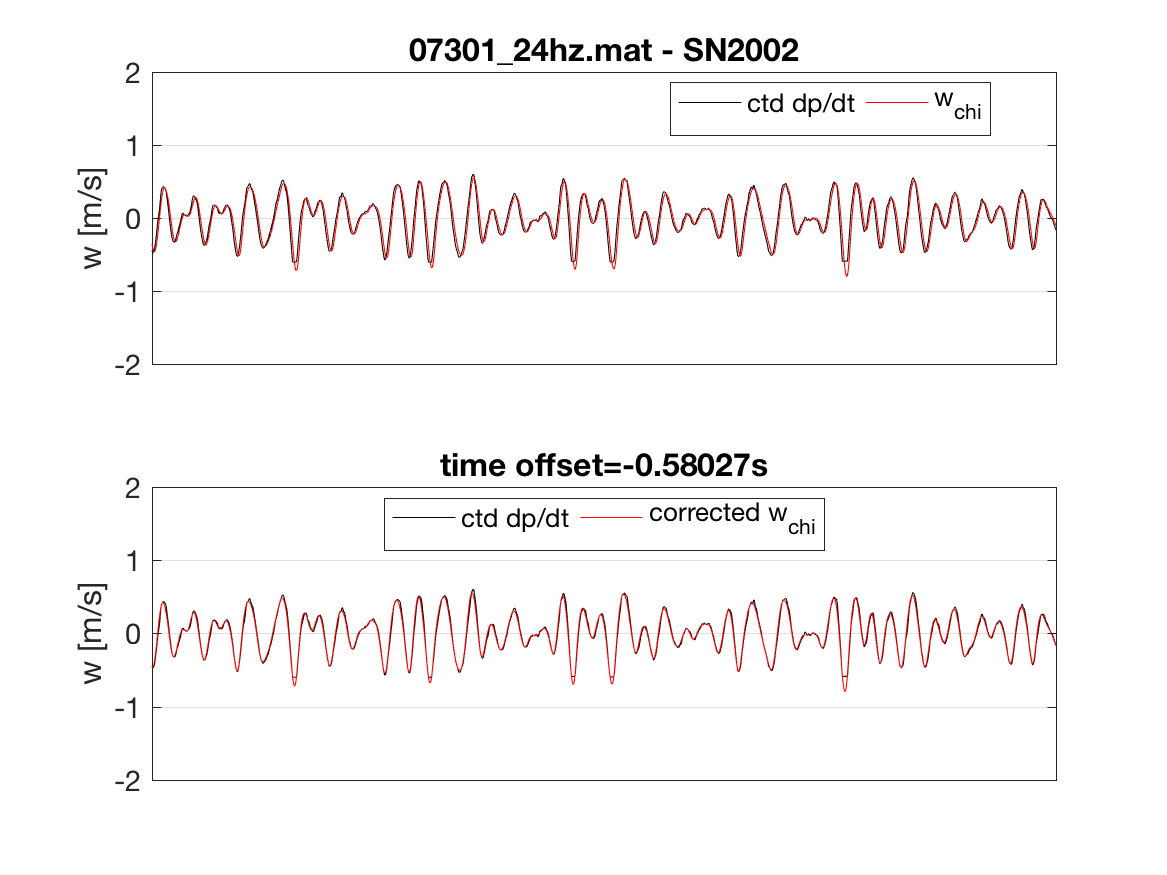 07301_24hz.mat - SN2002
2
1
0
-1
-2
w [m/s]
ctd dp/dt
w_chi
time offset=-0.58027s
2
1
0
-1
-2
w [m/s]
ctd dp/dt
corrected w_chi